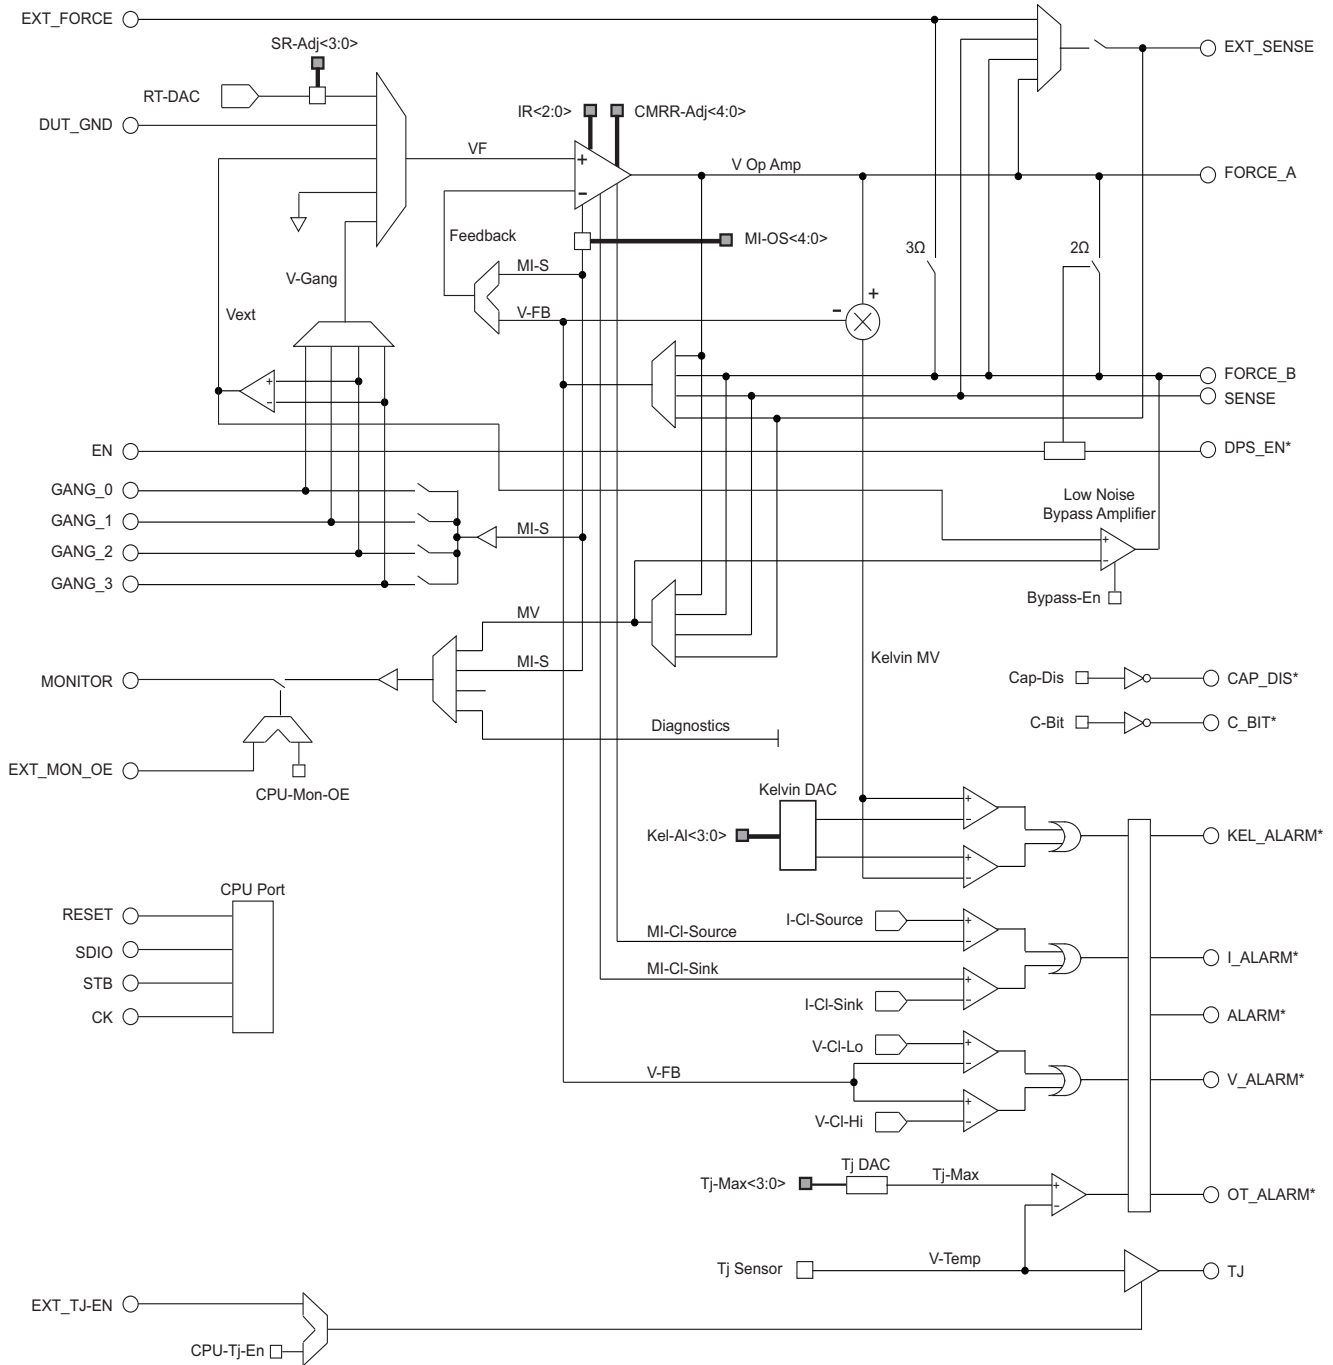 EXT_FORCE
SR-Adj<3:0>
EXT_SENSE
RT-DAC
IR<2:0>
CMRR-Adj<4:0>
DUT_GND
VF
+
V Op Amp
FORCE_A
-
Feedback
MI-OS<4:0>
3Ω
2Ω
MI-S
V-Gang
+
Vext
V-FB
-
FORCE_B
+
SENSE
-
EN
DPS_EN*
GANG_0
Low Noise
Bypass Amplifier
GANG_1
MI-S
+
GANG_2
-
GANG_3
Bypass-En
MV
Kelvin MV
MI-S
MONITOR
Cap-Dis
CAP_DIS*
Diagnostics
C-Bit
C_BIT*
EXT_MON_OE
CPU-Mon-OE
Kelvin DAC
+
-
Kel-Al<3:0>
KEL_ALARM*
+
-
CPU Port
RESET
I-Cl-Source
+
MI-Cl-Source
-
SDIO
I_ALARM*
MI-Cl-Sink
+
STB
I-Cl-Sink
-
CK
ALARM*
V-Cl-Lo
+
-
V-FB
V_ALARM*
+
V-Cl-Hi
-
Tj DAC
Tj-Max<3:0>
Tj-Max
+
OT_ALARM*
-
V-Temp
Tj Sensor
TJ
EXT_TJ-EN
CPU-Tj-En